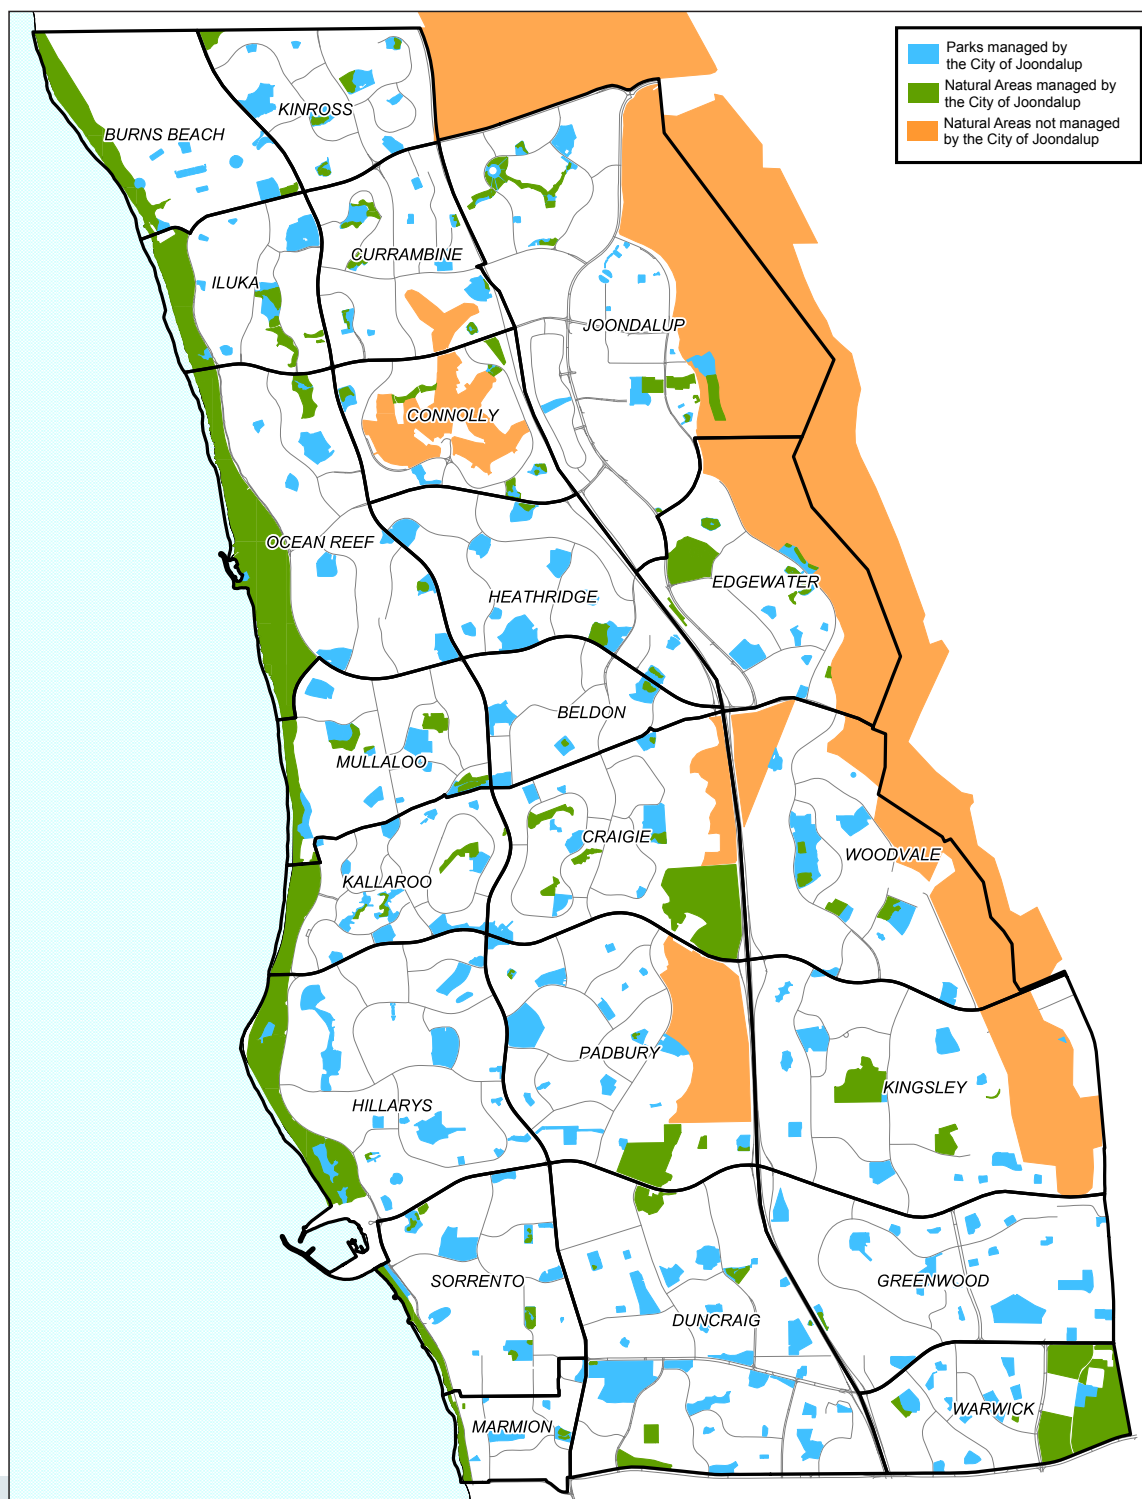 Parks managed by
the City of Joondalup
Natural Areas managed by
the City of Joondalup
Natural Areas not managed
by the City of Joondalup
KINROSS
BURNS BEACH
CURRAMBINE
ILUKA
JOONDALUP
CONNOLLY
OCEAN REEF
EDGEWATER
HEATHRIDGE
BELDON
MULLALOO
CRAIGIE
WOODVALE
KALLAROO
PADBURY
KINGSLEY
HILLARYS
SORRENTO
GREENWOOD
DUNCRAIG
WARWICK
MARMION